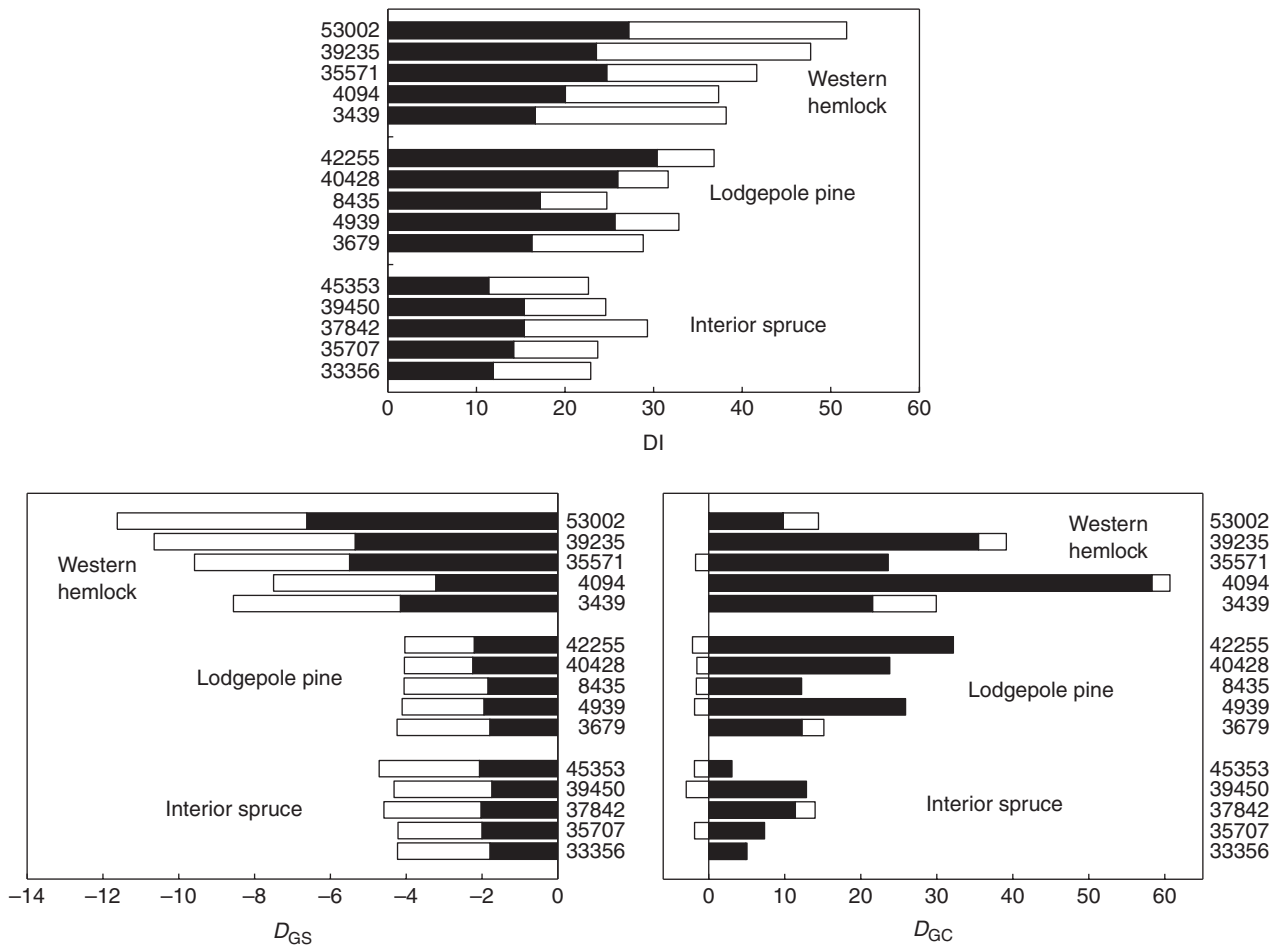 53002
39235
35571
4094
3439
Western
hemlock
42255
40428
8435
4939
3679
Lodgepole pine
45353
39450
37842
35707
33356
Interior spruce
0 10 20 30 40 50 60
DI
Western
hemlock
53002
39235
35571
4094
3439
Lodgepole pine
42255
40428
8435
4939
3679
Interior spruce
45353
39450
37842
35707
33356
−14 −12 −10 −8 −6 −4 −2 0
DGS
Western
hemlock
53002
39235
35571
4094
3439
Lodgepole pine
42255
40428
8435
4939
3679
Interior spruce
45353
39450
37842
35707
33356
0 10 20 30 40 50 60
DGC